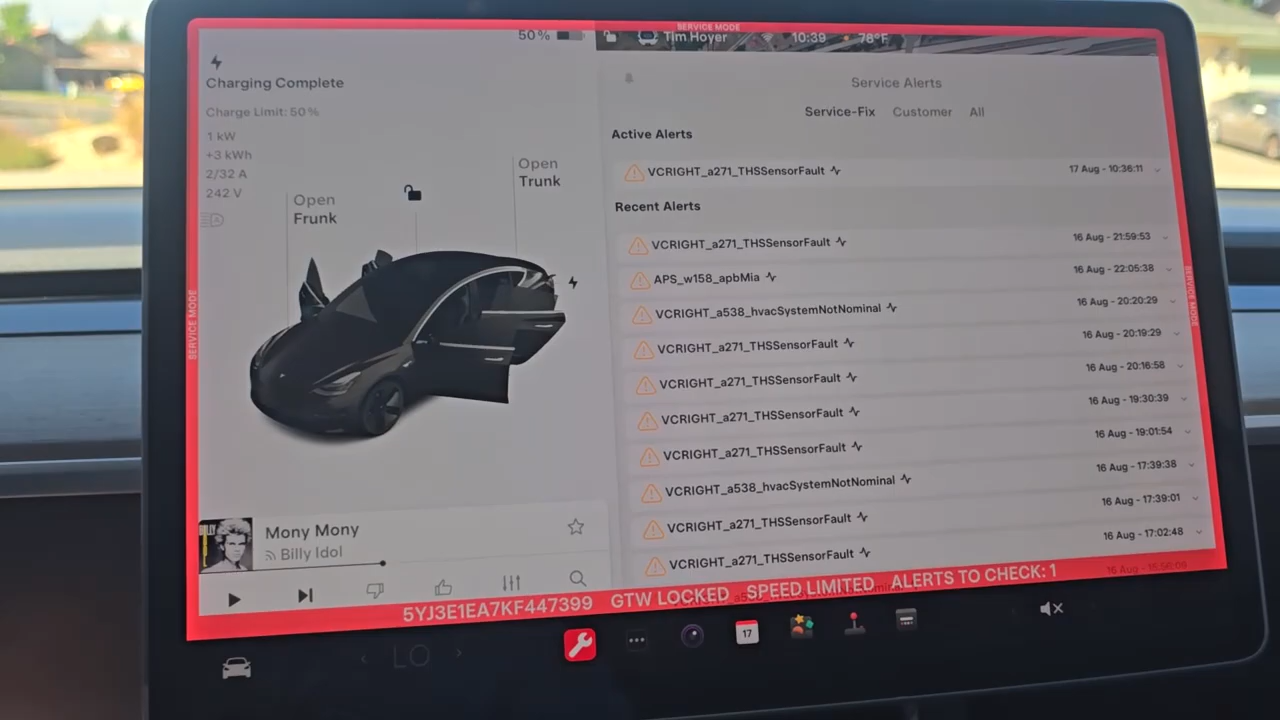 SERVICE MODE
50%
Tim Hoyer
10:39
78°F
Charging Complete
Charge Limit: 50%
1 kW
+3 kWh
2/32 A
242 V
Open
Frunk
Open
Trunk
Service Alerts
Service-Fix Customer All
Active Alerts
VCRIGHT_a271_THSSensorFault 17 Aug - 10:36:11
Recent Alerts
VCRIGHT_a271_THSSensorFault 16 Aug - 21:59:53
APS_w158_apbMia 16 Aug - 22:05:38
VCRIGHT_a538_hvacSystemNotNominal 16 Aug - 20:20:29
VCRIGHT_a271_THSSensorFault 16 Aug - 20:19:29
VCRIGHT_a271_THSSensorFault 16 Aug - 20:16:58
VCRIGHT_a271_THSSensorFault 16 Aug - 19:30:39
VCRIGHT_a271_THSSensorFault 16 Aug - 19:01:54
VCRIGHT_a538_hvacSystemNotNominal 16 Aug - 17:39:38
VCRIGHT_a271_THSSensorFault 16 Aug - 17:39:01
VCRIGHT_a271_THSSensorFault 16 Aug - 17:02:48
SERVICE MODE
SERVICE MODE
BILLY
Mony Mony
Billy Idol
5YJ3E1EA7KF447399 GTW LOCKED SPEED LIMITED ALERTS TO CHECK: 1
17
LO